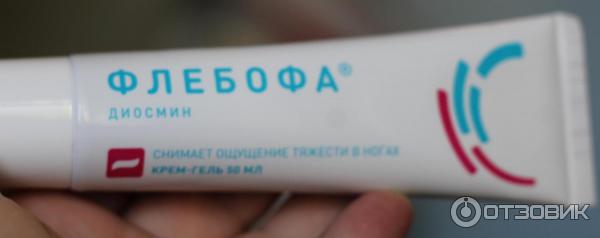 ФЛЕБОФА®
ДИОСМИН
СНИМАЕТ ОЩУЩЕНИЕ ТЯЖЕСТИ В НОГАХ
КРЕМ-ГЕЛЬ 50 МЛ
ОТЗОВИК